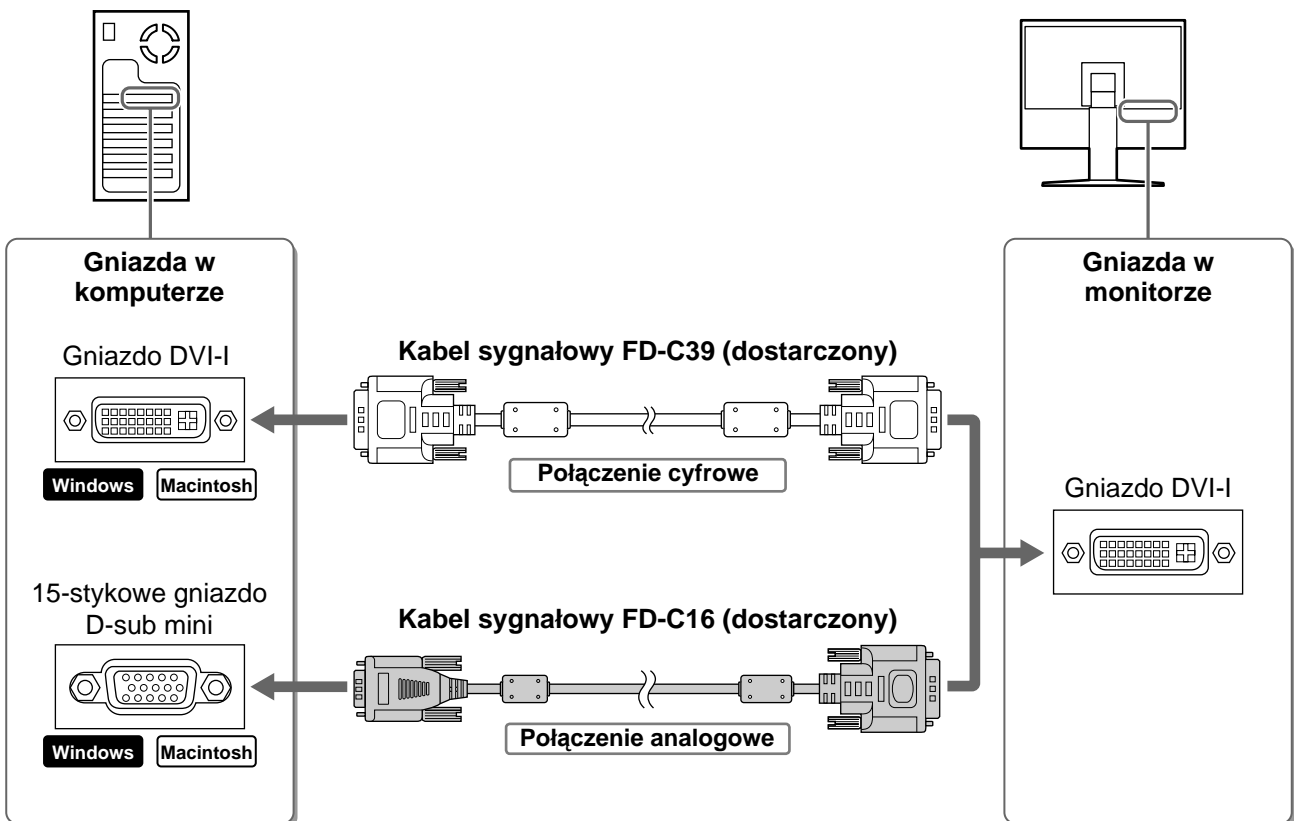 Gniazda w
komputerze
Gniazdo DVI-I
Windows Macintosh
15-stykowe gniazdo
D-sub mini
Windows Macintosh
Kabel sygnałowy FD-C39 (dostarczony)
Połączenie cyfrowe
Kabel sygnałowy FD-C16 (dostarczony)
Połączenie analogowe
Gniazda w
monitorze
Gniazdo DVI-I